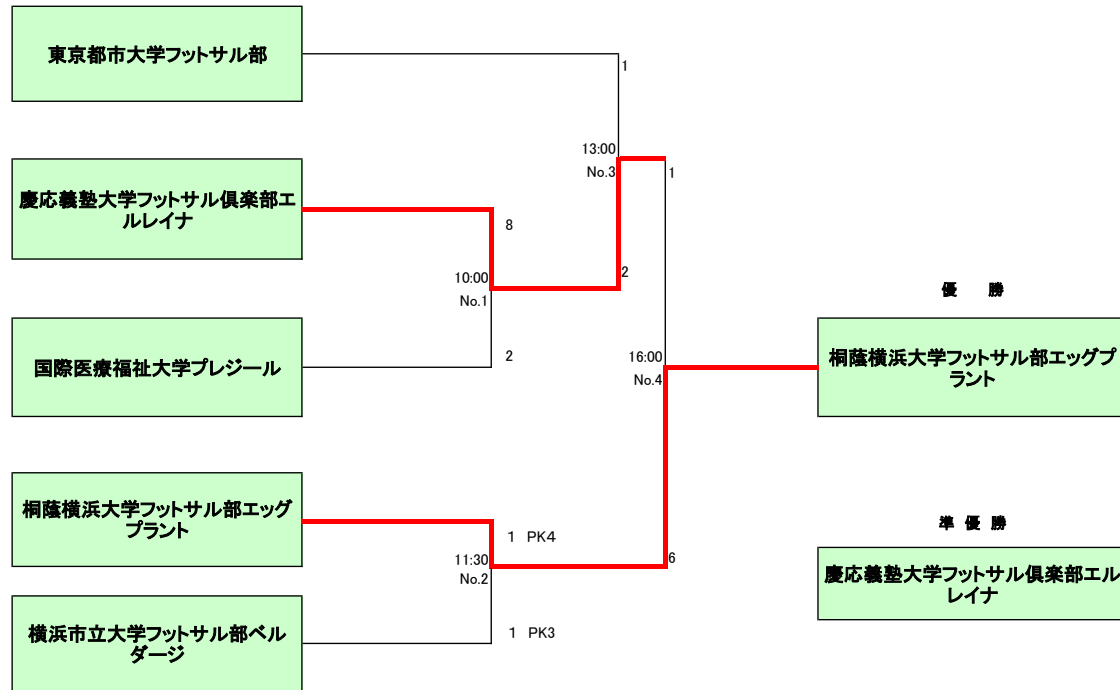 東京都市大学フットサル部
1
13:00
No.3
1
慶応義塾大学フットサル倶楽部エ
ルレイナ
8
10:00
No.1
2
国際医療福祉大学プレジール
2
16:00
No.4
優 勝
桐蔭横浜大学フットサル部エッグプ
ラント
桐蔭横浜大学フットサル部エッグ
プラント
1 PK4
11:30
No.2
6
横浜市立大学フットサル部ベル
ダージ
1 PK3
準 優 勝
慶応義塾大学フットサル倶楽部エル
レイナ